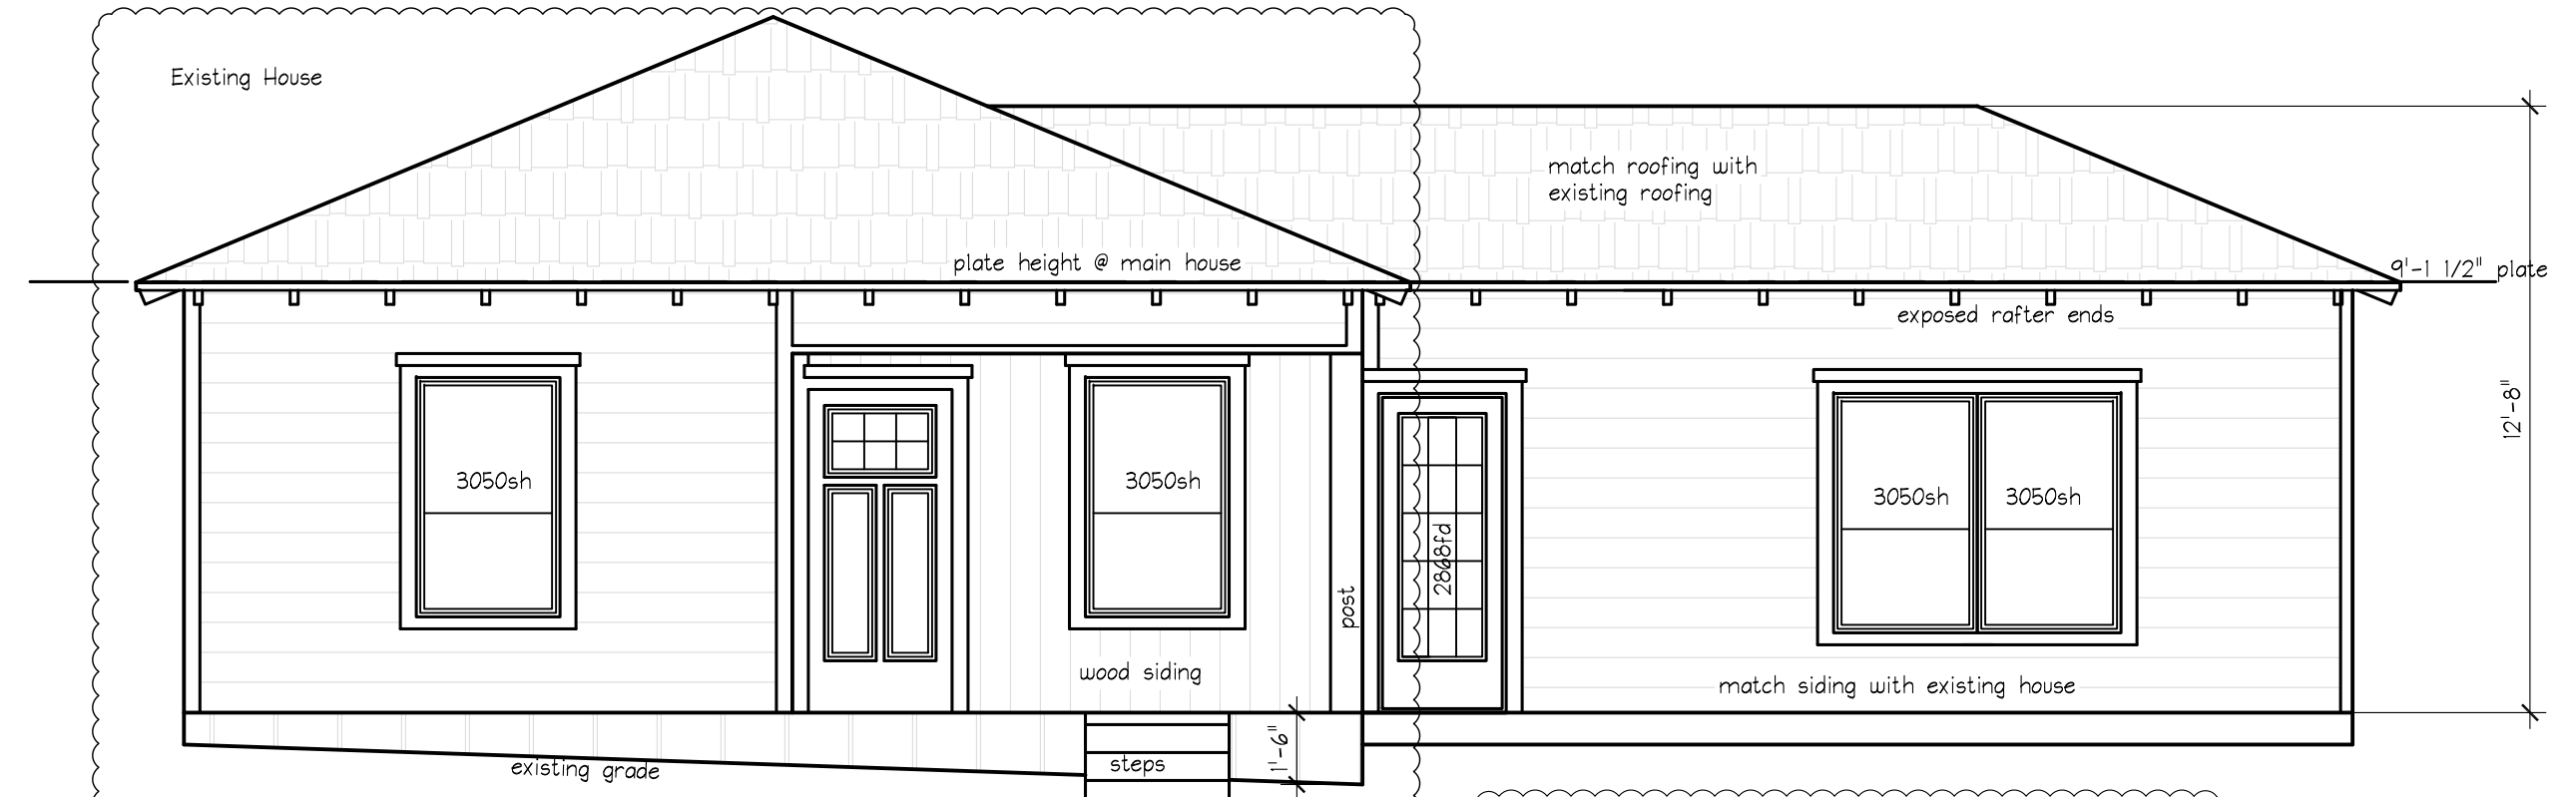 Existing House
match roofing with
existing roofing
plate height @ main house
9'-1 1/2" plate
exposed rafter ends
12'-8"
3050sh
3050sh
2868fd
3050sh
3050sh
post
wood siding
match siding with existing house
1'-6"
steps
existing grade